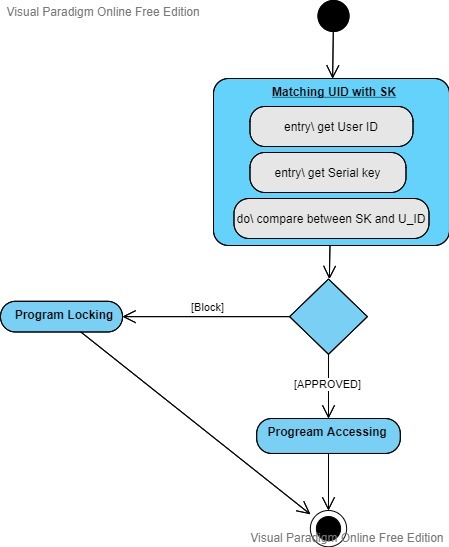 Visual Paradigm Online Free Edition
Matching UID with SK
entry\ get User ID
entry\ get Serial key
do\ compare between SK and U_ID
[Block]
Program Locking
[APPROVED]
Progream Accessing
Visual Paradigm Online Free Edition